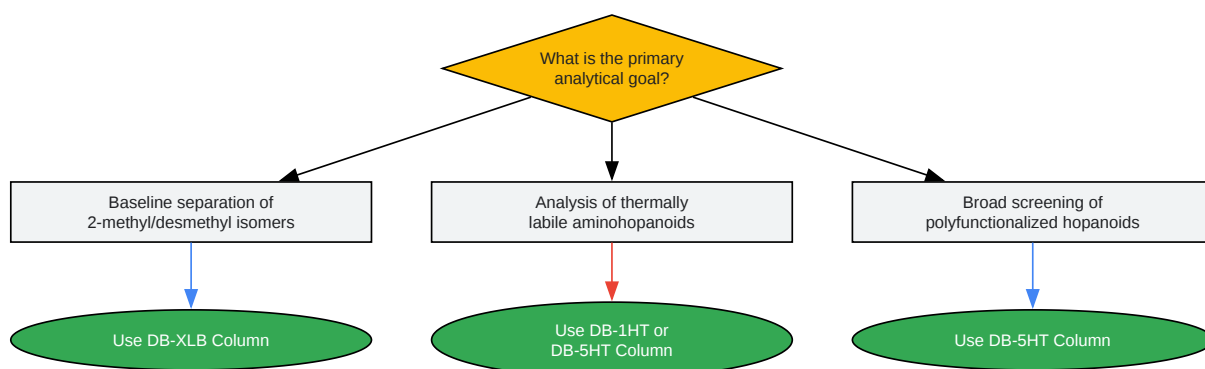 What is the primary
analytical goal?
Baseline separation of
2-methyl/desmethyl isomers
Analysis of thermally
labile aminohopanoids
Broad screening of
polyfunctionalized hopanoids
Use DB-XLB Column
Use DB-1HT or
DB-5HT Column
Use DB-5HT Column